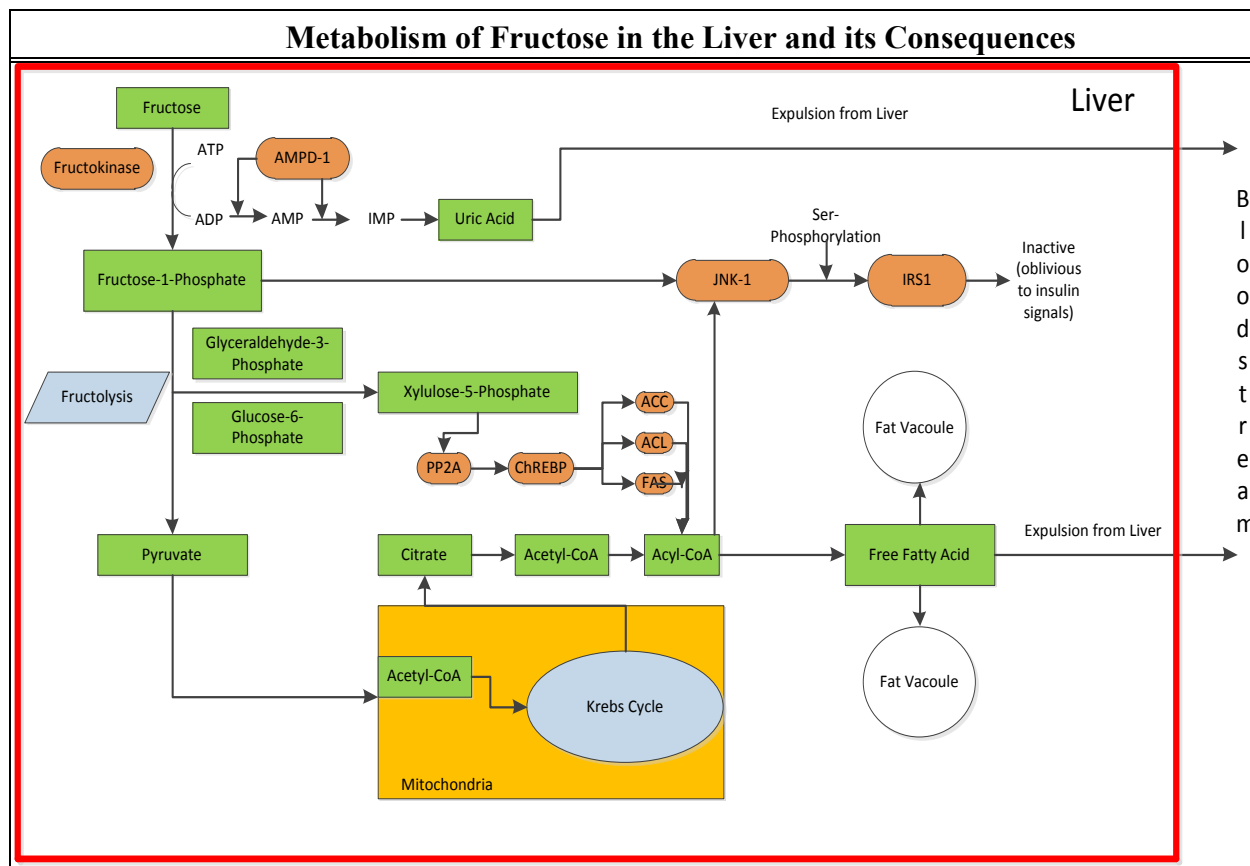 Metabolism of Fructose in the Liver and its Consequences
Liver
Fructose
Expulsion from Liver
Fructokinase
ATP
AMPD-1
ADP
AMP
IMP
Uric Acid
Bloodstream
Fructose-1-Phosphate
JNK-1
Ser-
Phosphorylation
IRS1
Inactive
(oblivious
to insulin
signals)
Glyceraldehyde-3-
Phosphate
Fructolysis
Glucose-6-
Phosphate
Xylulose-5-Phosphate
PP2A
ChREBP
ACC
ACL
FAS
Fat Vacoule
Pyruvate
Citrate
Acetyl-CoA
Acyl-CoA
Free Fatty Acid
Expulsion from Liver
Acetyl-CoA
Krebs Cycle
Mitochondria
Fat Vacoule